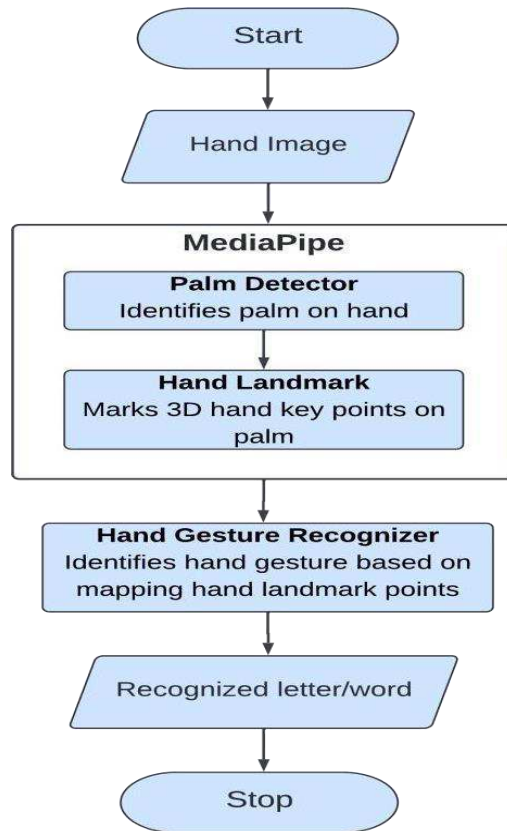 Start
Hand Image
MediaPipe
Palm Detector
Identifies palm on hand
Hand Landmark
Marks 3D hand key points on
palm
Hand Gesture Recognizer
Identifies hand gesture based on
mapping hand landmark points
Recognized letter/word
Stop